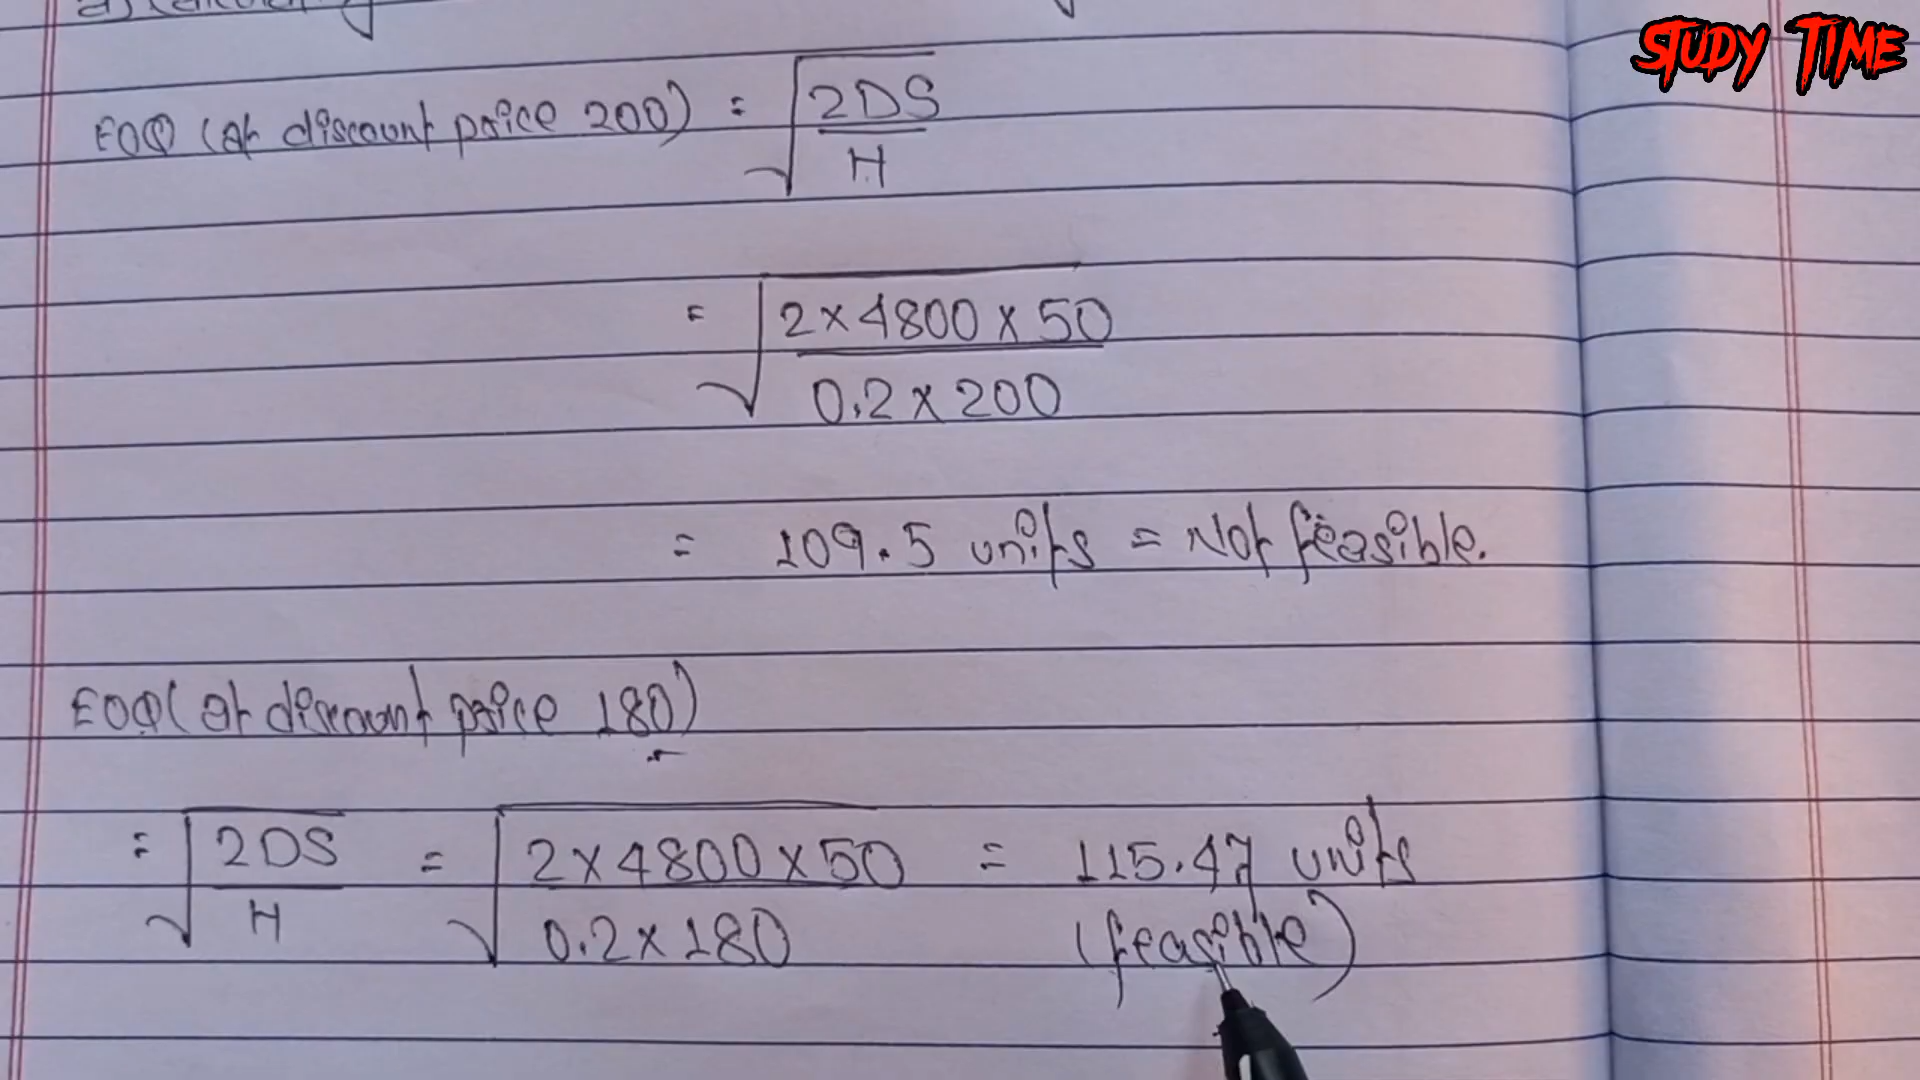 STUDY TIME
EOQ (at discount price 200) = √(2DS / H)
= √(2 × 4800 × 50 / 0.2 × 200)
= 109.5 units = Not feasible.
EOQ (at discount price 180)
= √(2DS / H) = √(2 × 4800 × 50 / 0.2 × 180) = 115.47 units
(feasible)